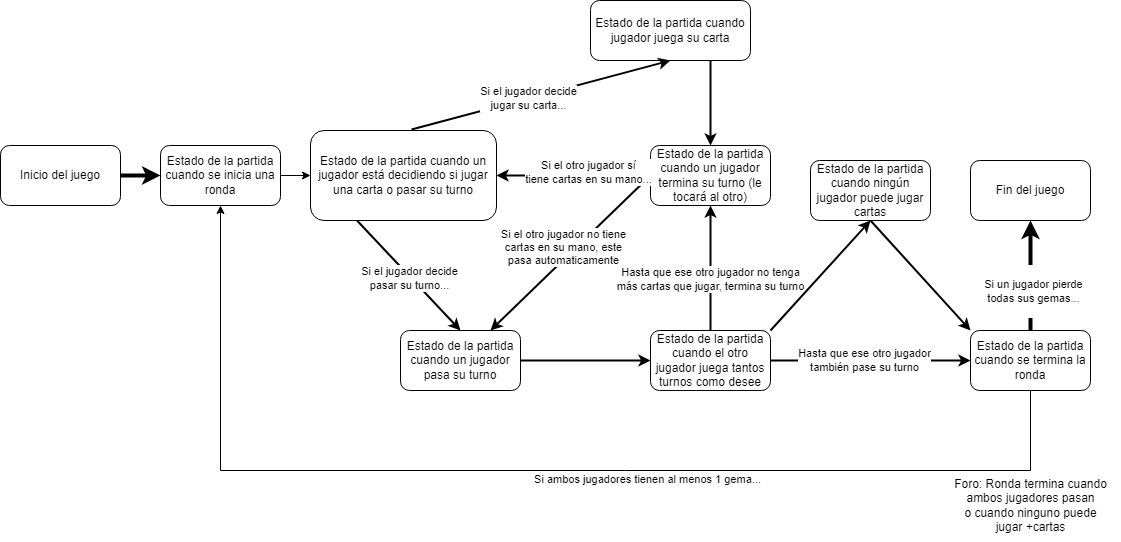 Estado de la partida cuando
jugador juega su carta
Si el jugador decide
jugar su carta...
Inicio del juego
Estado de la partida
cuando se inicia una
ronda
Estado de la partida cuando un
jugador está decidiendo si jugar
una carta o pasar su turno
Si el otro jugador sí
tiene cartas en su mano...
Estado de la partida
cuando un jugador
termina su turno (le
tocará al otro)
Estado de la partida
cuando ningún
jugador puede jugar
cartas
Fin del juego
Si el otro jugador no tiene
cartas en su mano, este
pasa automaticamente
Si el jugador decide
pasar su turno...
Hasta que ese otro jugador no tenga
más cartas que jugar, termina su turno
Si un jugador pierde
todas sus gemas...
Estado de la partida
cuando un jugador
pasa su turno
Estado de la partida
cuando el otro
jugador juega tantos
turnos como desee
Hasta que ese otro jugador
también pase su turno
Estado de la partida
cuando se termina la
ronda
Si ambos jugadores tienen al menos 1 gema...
Foro: Ronda termina cuando
ambos jugadores pasan
o cuando ninguno puede
jugar +cartas